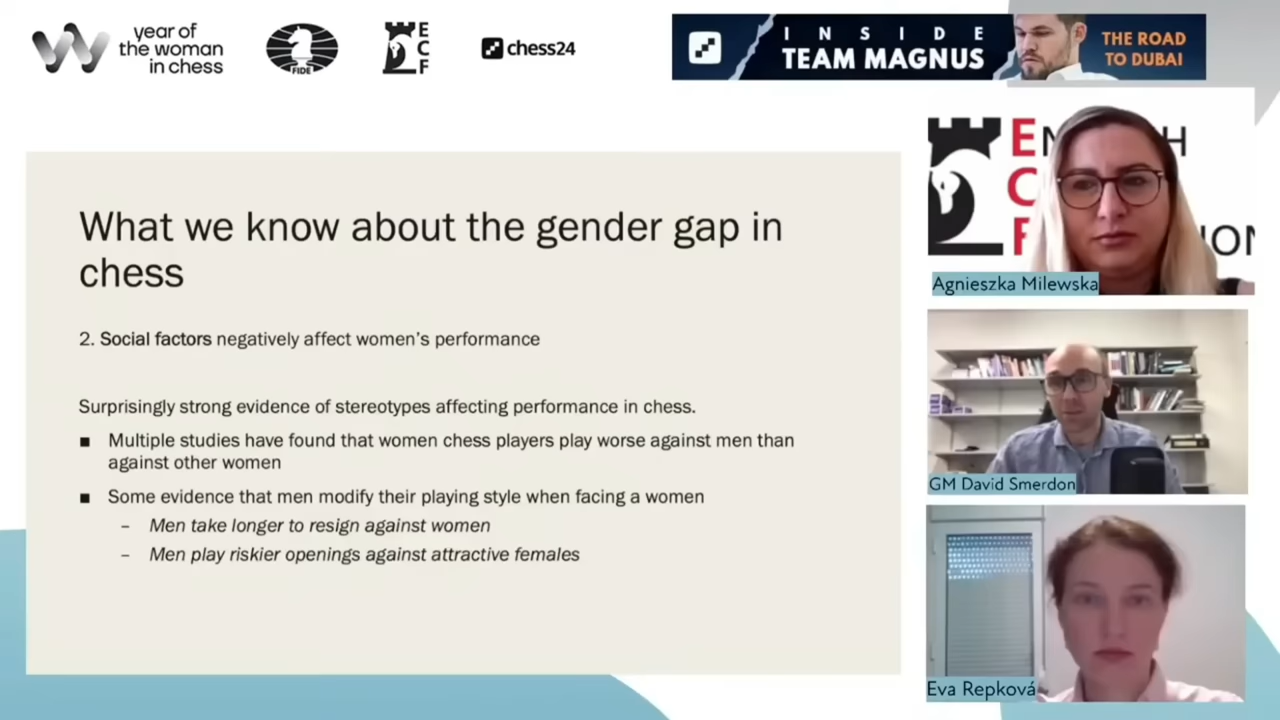 year of
the woman
in chess
FIDE
E
C
F
chess24
INSIDE
TEAM MAGNUS
THE ROAD
TO DUBAI
What we know about the gender gap in
chess
2. Social factors negatively affect women's performance
Surprisingly strong evidence of stereotypes affecting performance in chess.
■ Multiple studies have found that women chess players play worse against men than
against other women
■ Some evidence that men modify their playing style when facing a women
– Men take longer to resign against women
– Men play riskier openings against attractive females
E
C
F
Agnieszka Milewska
GM David Smerdon
Eva Repková